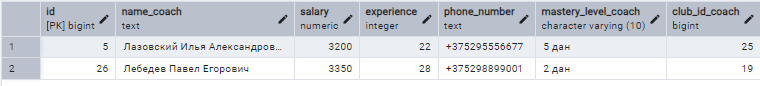 id name_coach salary experience phone_number mastery_level_coach club_id_coach
[PK] bigint text numeric integer text character varying (10) bigint
1 5 Лазовский Илья Александров... 3200 22 +375295556677 5 дан 25
2 26 Лебедев Павел Егорович 3350 28 +375298899001 2 дан 19